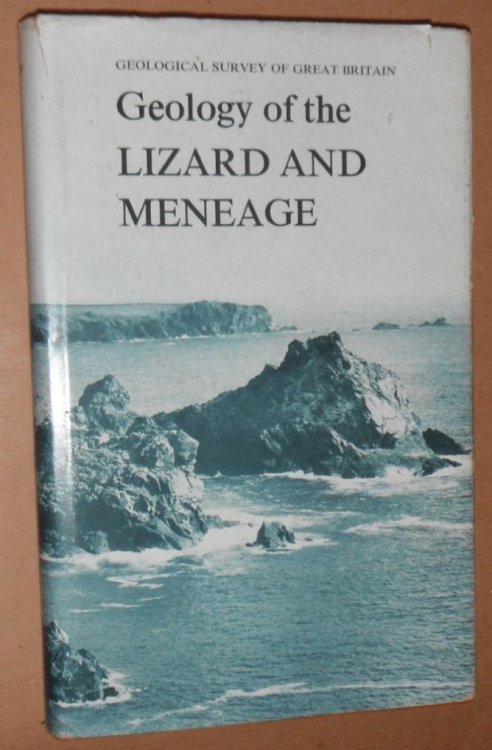 GEOLOGICAL SURVEY OF GREAT BRITAIN
Geology of the
LIZARD AND
MENEAGE